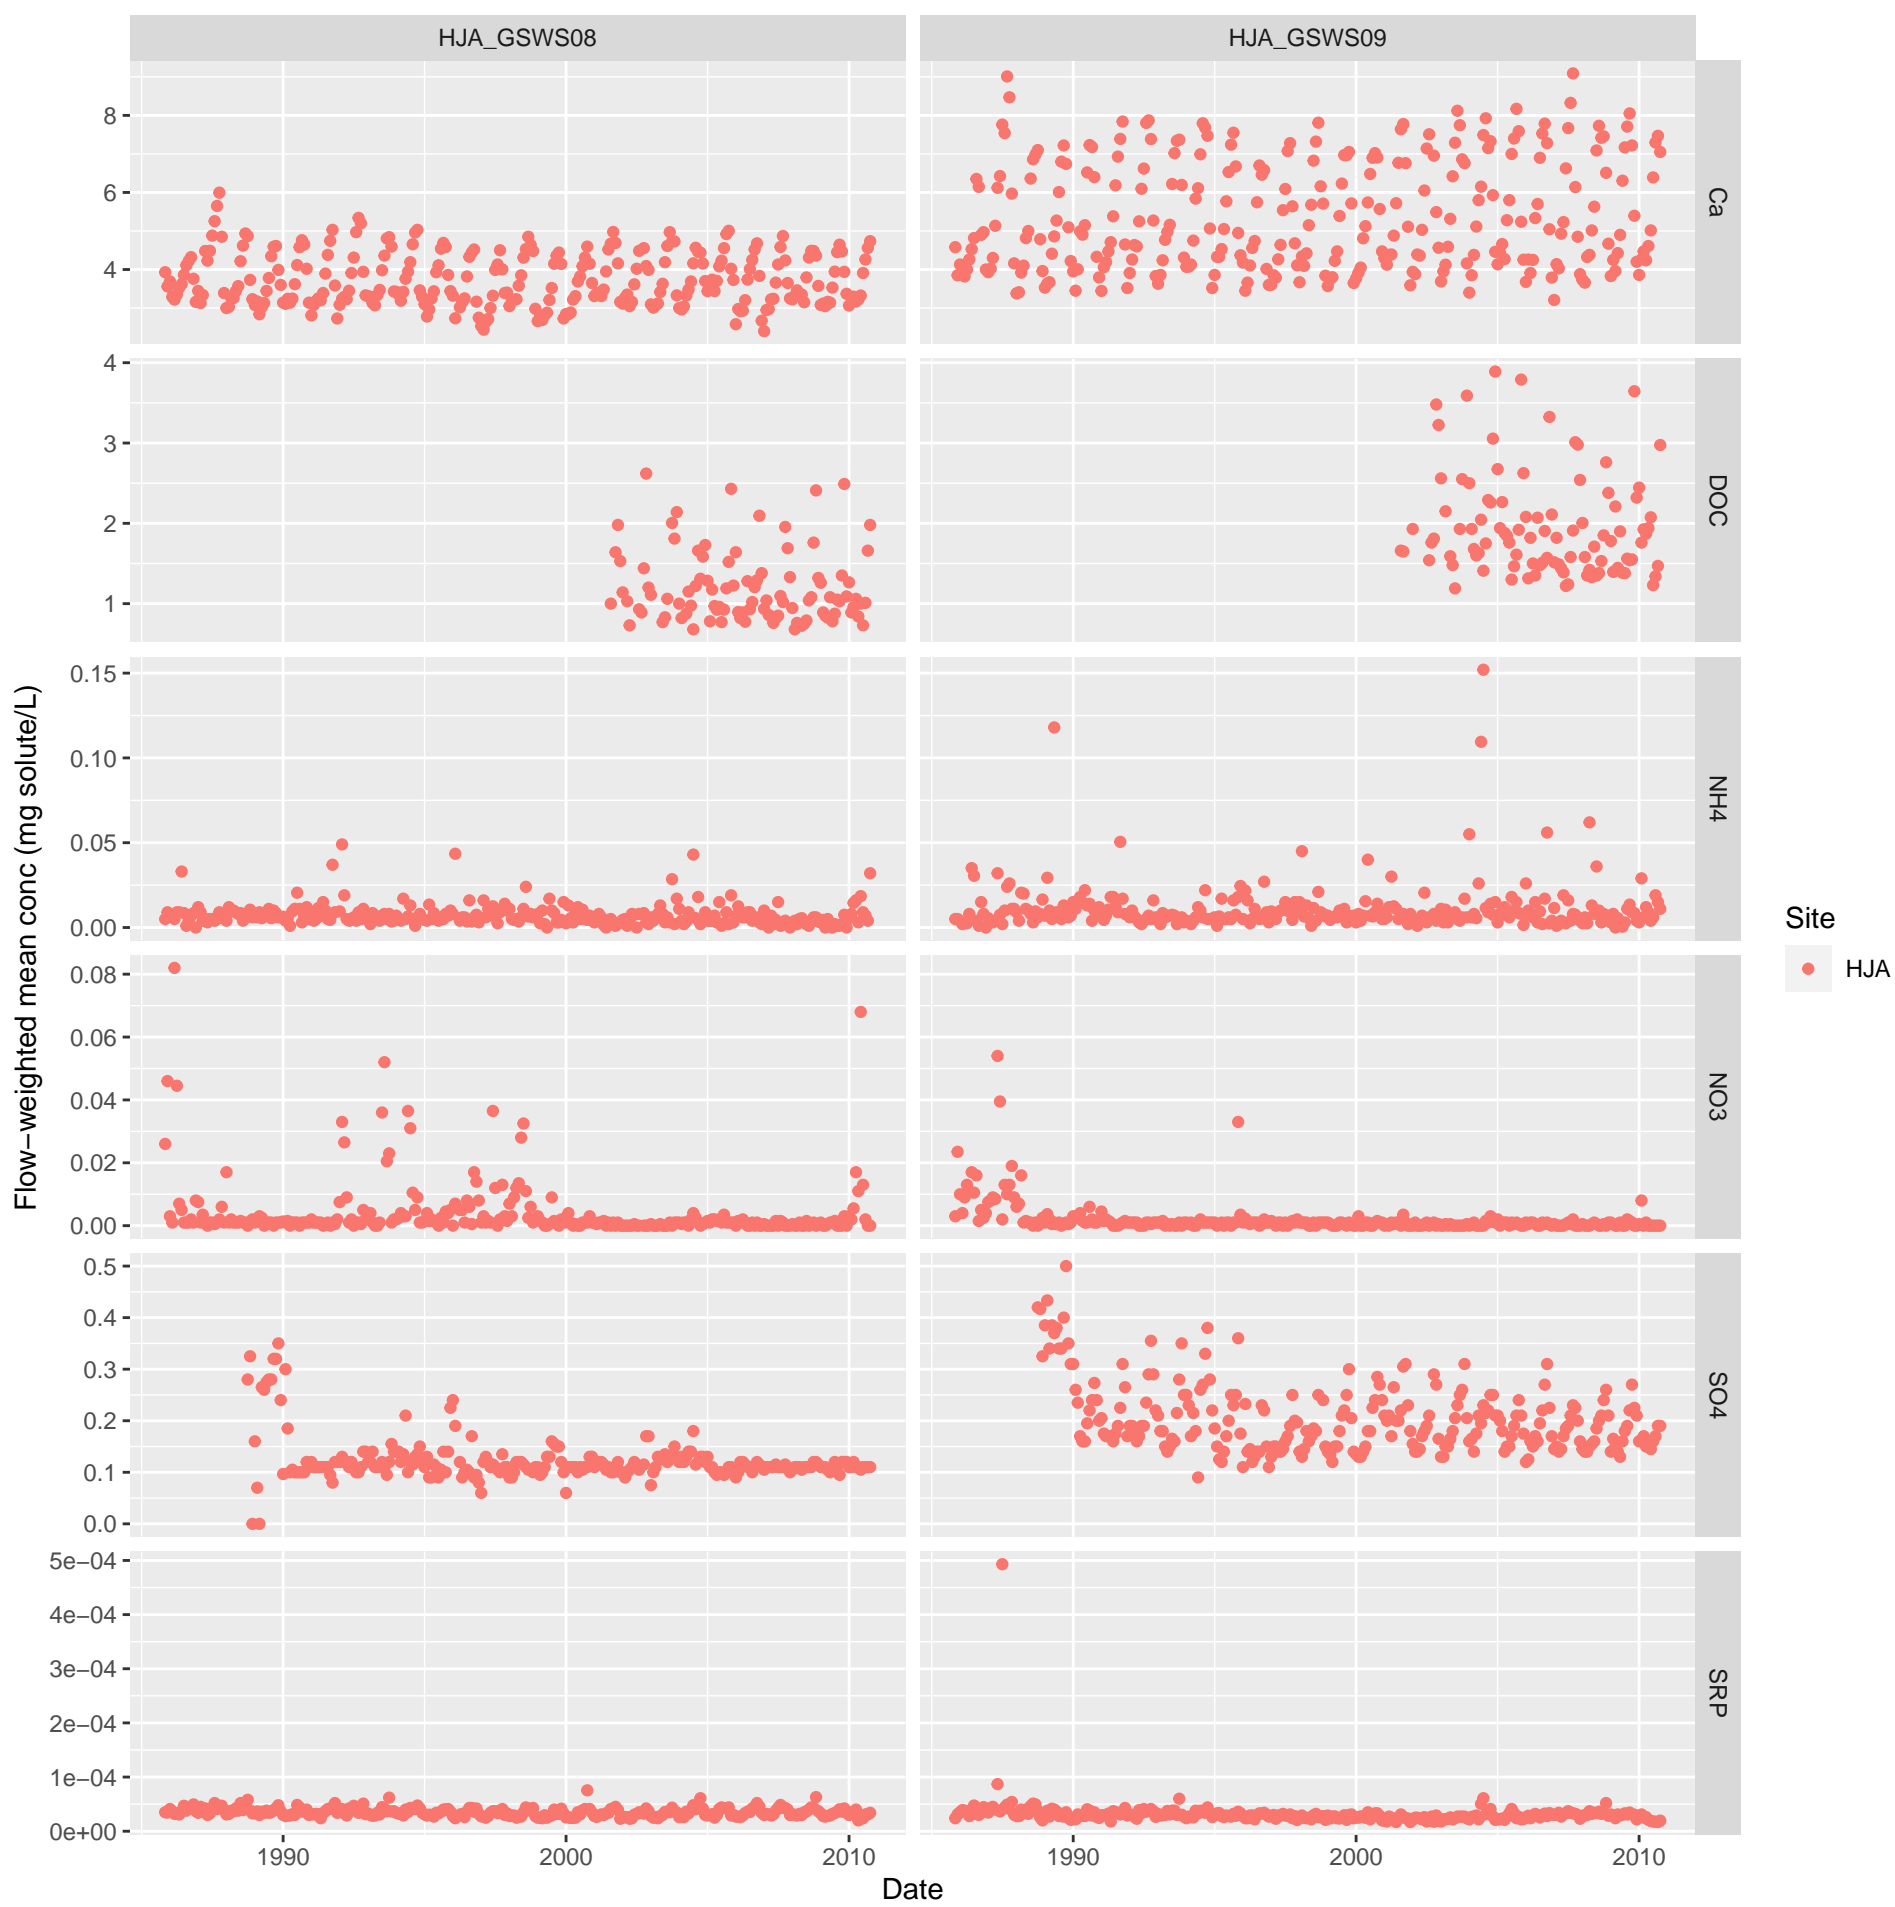 HJA_GSWS08 HJA_GSWS09
8
6
4
Ca
4
3
2
1
DOC
0.15
0.10
0.05
0.00
NH4
0.08
0.06
0.04
0.02
0.00
NO3
0.5
0.4
0.3
0.2
0.1
0.0
SO4
5e−04
4e−04
3e−04
2e−04
1e−04
0e+00
SRP
1990 2000 2010 1990 2000 2010
Date
Flow−weighted mean conc (mg solute/L)
Site
HJA